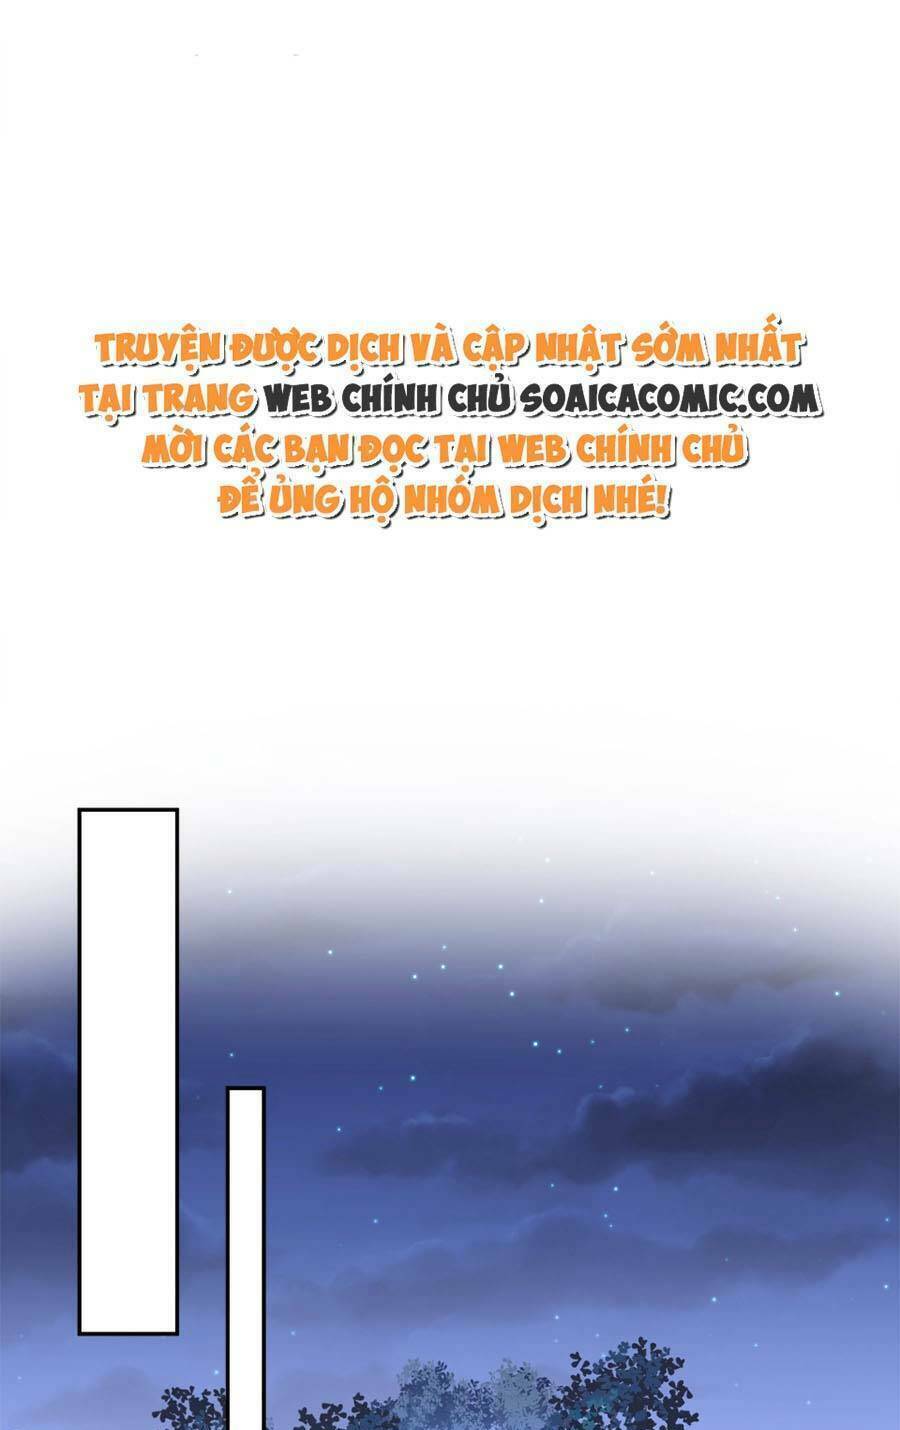 TRUYỆN ĐƯỢC DỊCH VÀ CẬP NHẬT SỚM NHẤT
TẠI TRANG WEB CHÍNH CHỦ SOAICACOMIC.COM
MỜI CÁC BẠN ĐỌC TẠI WEB CHÍNH CHỦ
ĐỂ ỦNG HỘ NHÓM DỊCH NHÉ!